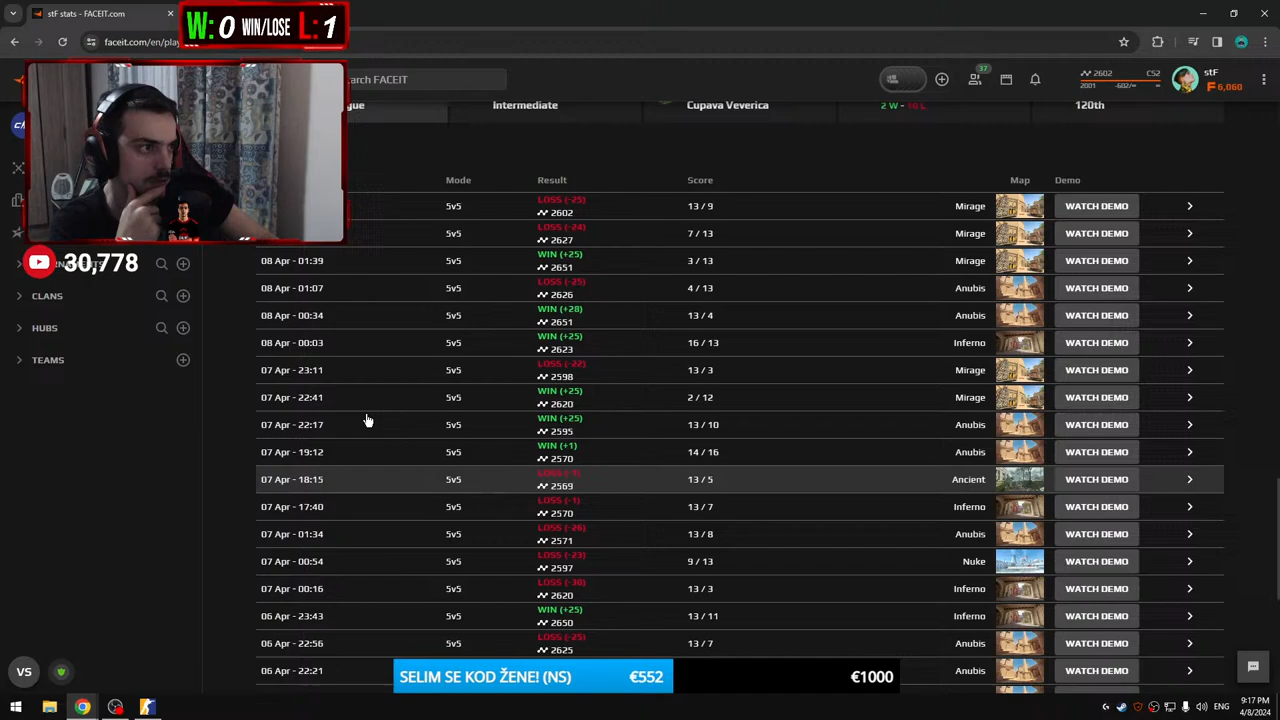 stF stats - FACEIT.com
W: 0 WIN/LOSE L: 1
faceit.com/en/play
ch FACEIT
37
2602 C52
2001 -602/∞
stF
6,060
gue Intermediate Cupava Veverica 2 W - 10 L 120th
Mode Result Score Map Demo
5v5 LOSS (-25) 2602 13 / 9 Mirage WATCH DEMO
5v5 LOSS (-24) 2627 7 / 13 Mirage WATCH DEMO
08 Apr - 01:39 5v5 WIN (+25) 2651 3 / 13 Mirage WATCH DEMO
08 Apr - 01:07 5v5 LOSS (-25) 2626 4 / 13 Anubis WATCH DEMO
08 Apr - 00:34 5v5 WIN (+28) 2651 13 / 4 Anubis WATCH DEMO
08 Apr - 00:03 5v5 WIN (+25) 2623 16 / 13 Inferno WATCH DEMO
07 Apr - 23:11 5v5 LOSS (-22) 2598 13 / 3 Mirage WATCH DEMO
07 Apr - 22:41 5v5 WIN (+25) 2620 2 / 12 Mirage WATCH DEMO
07 Apr - 22:17 5v5 WIN (+25) 2595 13 / 10 Anubis WATCH DEMO
07 Apr - 19:12 5v5 WIN (+1) 2570 14 / 16 Anubis WATCH DEMO
07 Apr - 18:15 5v5 LOSS (-1) 2569 13 / 5 Ancient WATCH DEMO
07 Apr - 17:40 5v5 LOSS (-1) 2570 13 / 7 Inferno WATCH DEMO
07 Apr - 01:34 5v5 LOSS (-26) 2571 13 / 8 Anubis WATCH DEMO
07 Apr - 00:54 5v5 LOSS (-23) 2597 9 / 13 Nuke WATCH DEMO
07 Apr - 00:16 5v5 LOSS (-30) 2620 13 / 3 Inferno WATCH DEMO
06 Apr - 23:43 5v5 WIN (+25) 2650 13 / 11 Inferno WATCH DEMO
06 Apr - 22:56 5v5 LOSS (-25) 2625 13 / 7 Anubis WATCH DEMO
06 Apr - 22:21 Anubis WATCH DEMO
30,778
CLANS
HUBS
TEAMS
VS
SELIM SE KOD ŽENE! (NS) €552 €1000
ENG
9:17 PM
4/8/2024